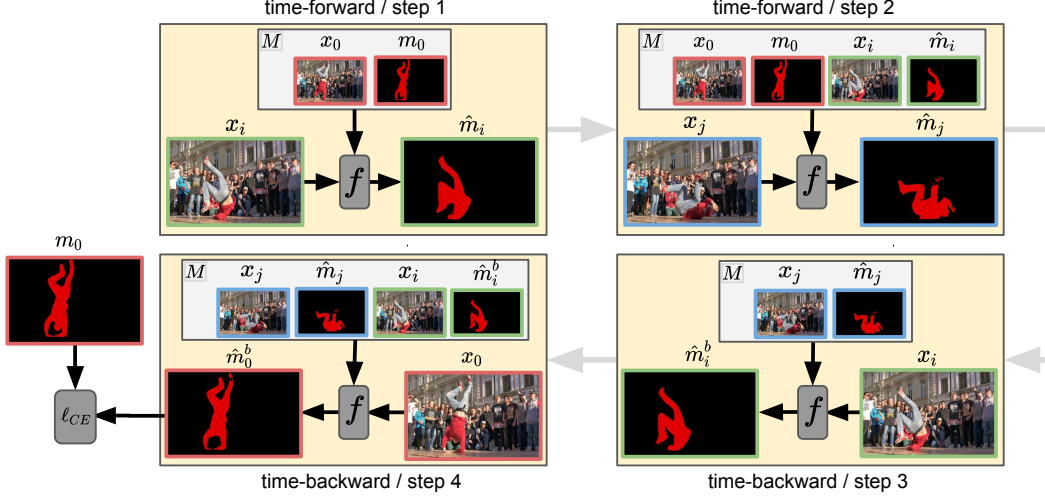 time-forward / step 1
time-forward / step 2
M x_0 m_0
x_i m̂_i
f
M x_0 m_0 x_i m̂_i
x_j m̂_j
f
m_0
ℓ_CE
M x_j m̂_j x_i m̂_i^b
m̂_0^b x_0
f
M x_j m̂_j
m̂_i^b x_i
f
time-backward / step 4
time-backward / step 3